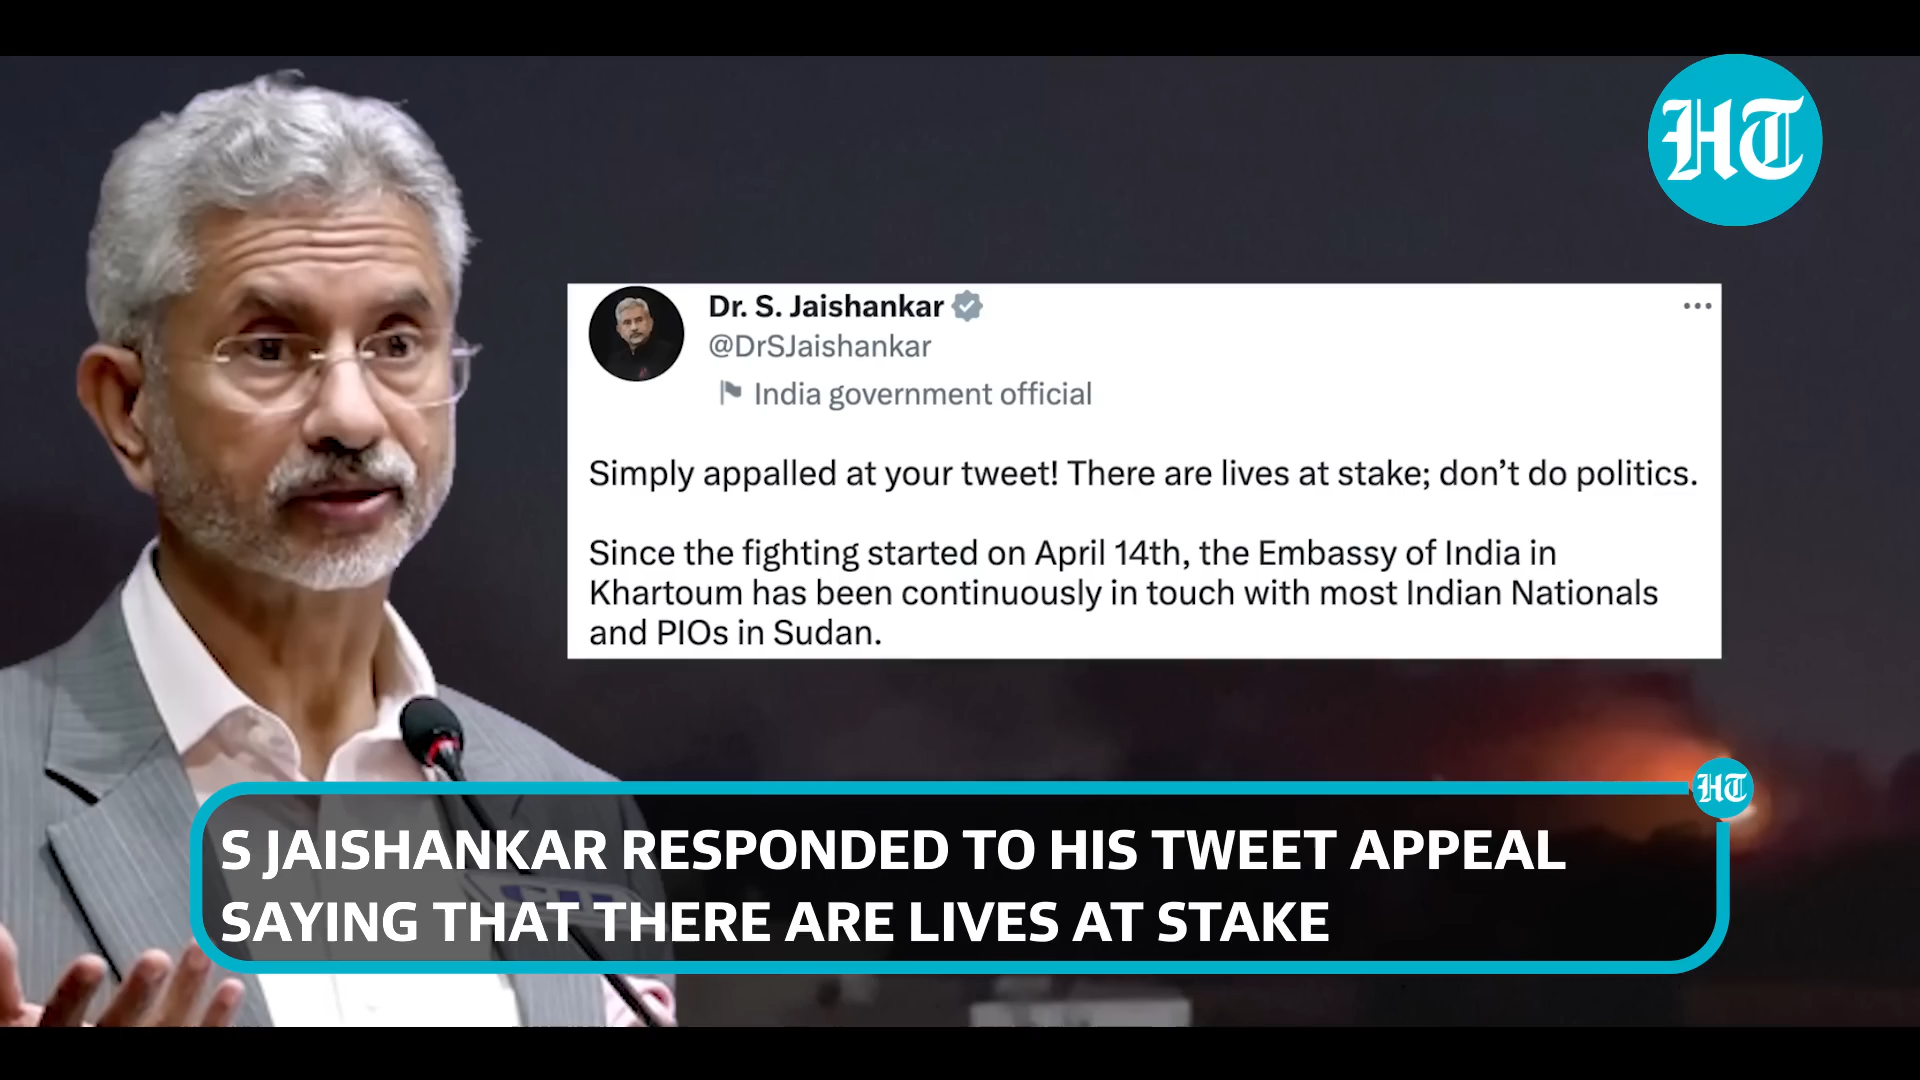 HT
Dr. S. Jaishankar
@DrSJaishankar
India government official
Simply appalled at your tweet! There are lives at stake; don’t do politics.
Since the fighting started on April 14th, the Embassy of India in
Khartoum has been continuously in touch with most Indian Nationals
and PIOs in Sudan.
HT
S JAISHANKAR RESPONDED TO HIS TWEET APPEAL
SAYING THAT THERE ARE LIVES AT STAKE